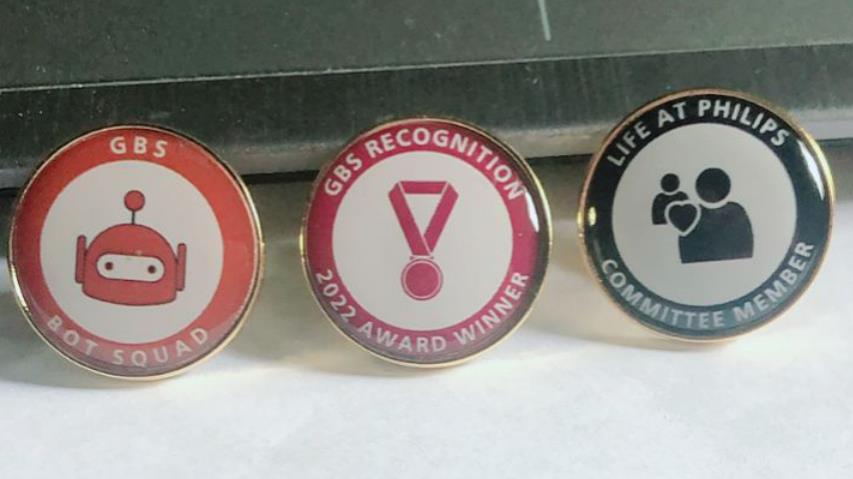 GBS
BOT SQUAD
GBS RECOGNITION
2022 AWARD WINNER
LIFE AT PHILIPS
COMMITTEE MEMBER